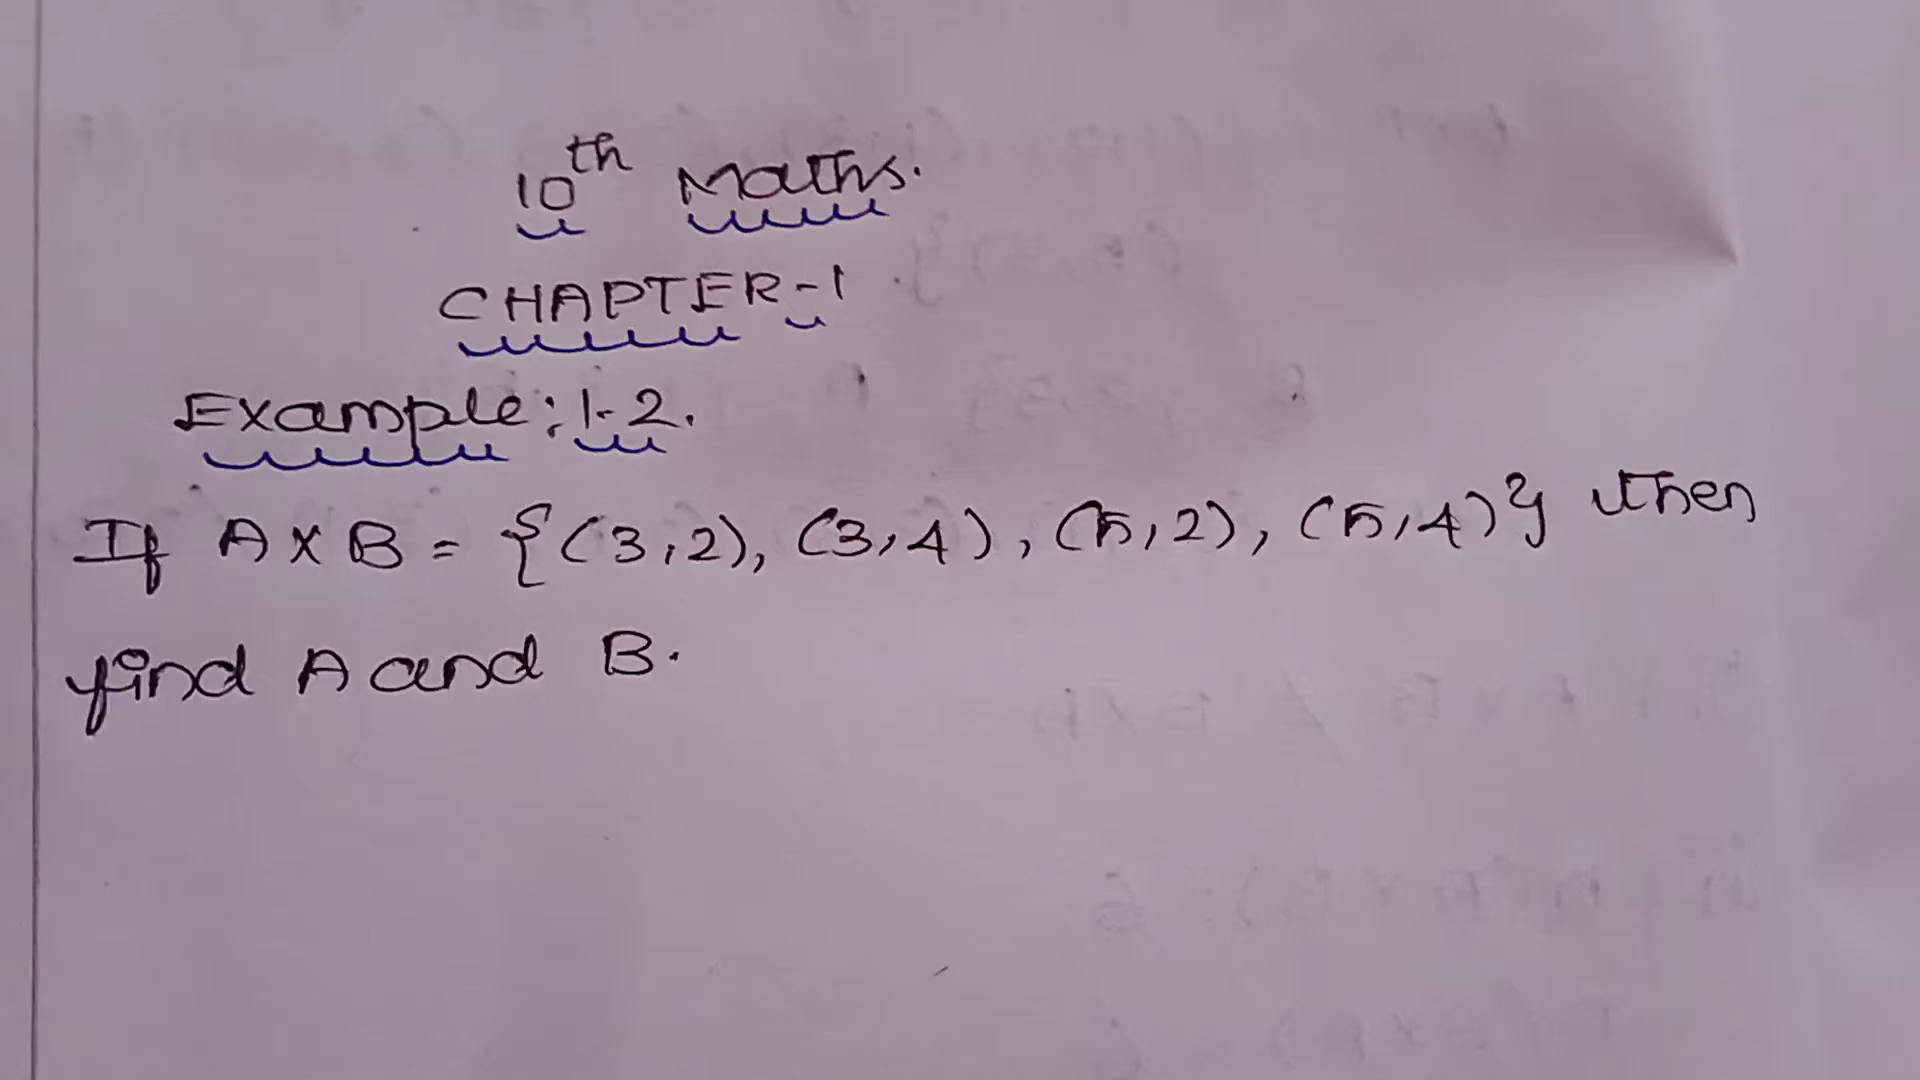 10th Maths.
CHAPTER-1
Example: 1.2.
If A x B = {(3,2), (3,4), (5,2), (5,4)} then
find A and B.